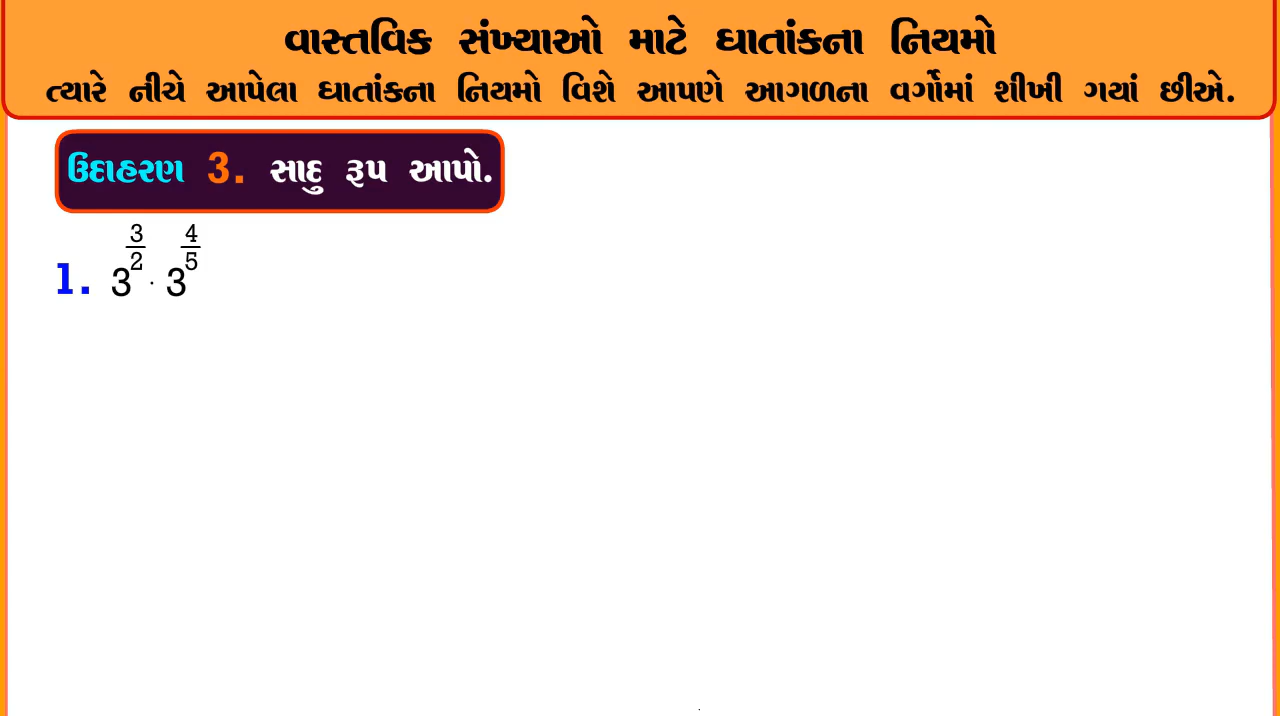 વાસ્તવિક સંખ્યાઓ માટે ઘાતાંકના નિયમો
ત્યારે નીચે આપેલા ઘાતાંકના નિયમો વિશે આપણે આગળના વર્ગોમાં શીખી ગયાં છીએ.
ઉદાહરણ 3. સાદુ રૂપ આપો.
1. 3^(3/2) · 3^(4/5)